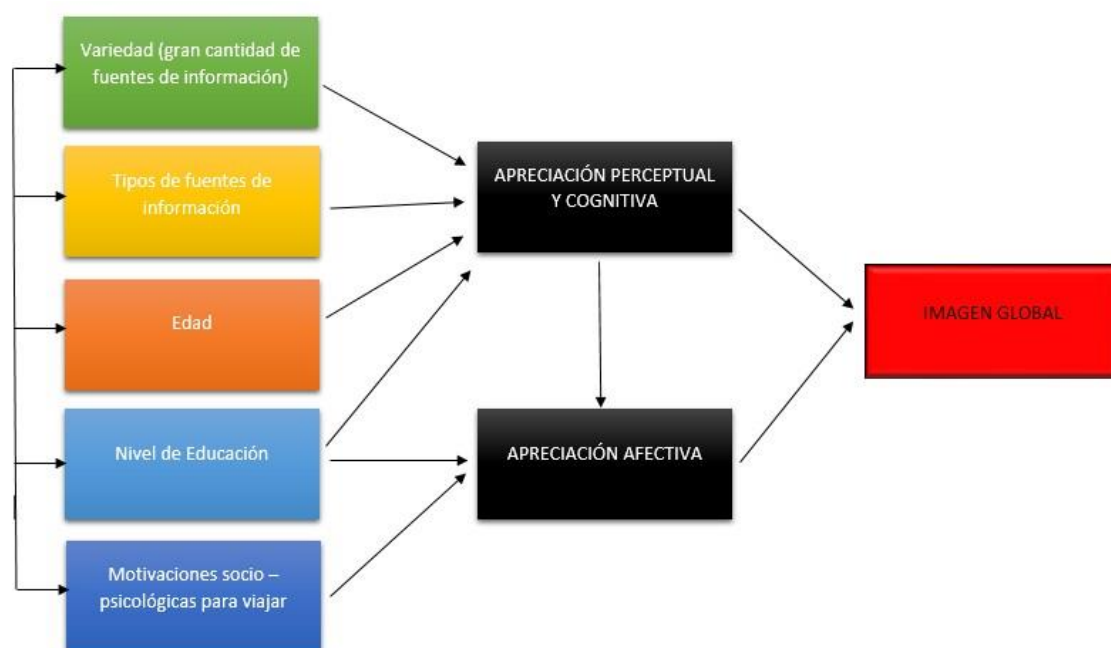 Variedad (gran cantidad de
fuentes de información)
Tipos de fuentes de
información
Edad
Nivel de Educación
Motivaciones socio –
psicológicas para viajar
APRECIACIÓN PERCEPTUAL
Y COGNITIVA
APRECIACIÓN AFECTIVA
IMAGEN GLOBAL